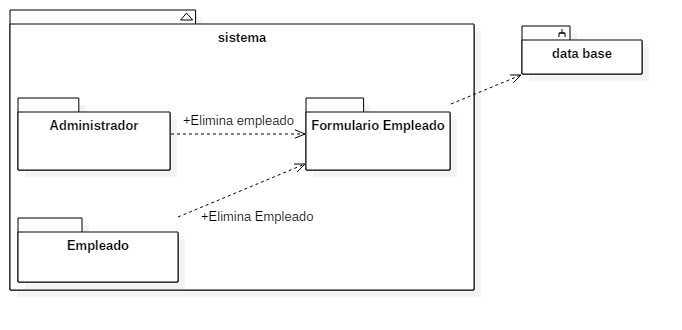 sistema
data base
Administrador
+Elimina empleado
Formulario Empleado
+Elimina Empleado
Empleado